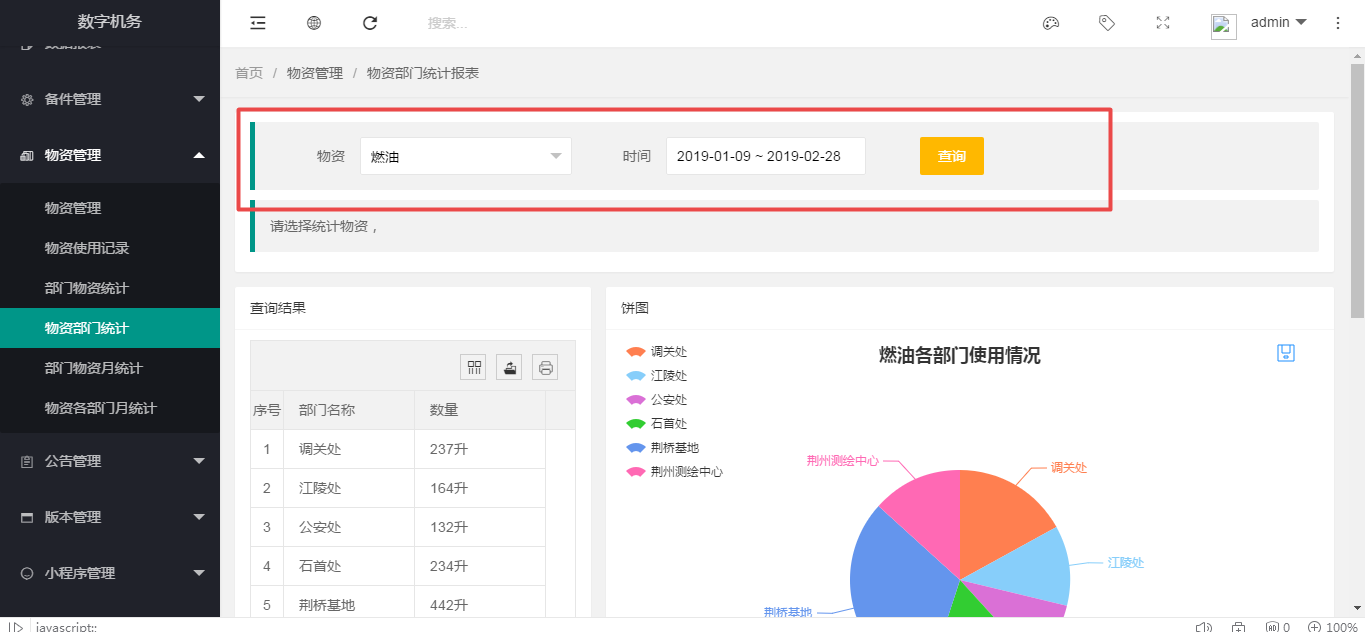 数字机务
搜索...
admin
数据报表
备件管理
物资管理
物资管理
物资使用记录
部门物资统计
物资部门统计
部门物资月统计
物资各部门月统计
公告管理
版本管理
小程序管理
首页 / 物资管理 / 物资部门统计报表
物资 燃油 时间 2019-01-09 ~ 2019-02-28 查询
请选择统计物资，
查询结果
序号 部门名称 数量
1 调关处 237升
2 江陵处 164升
3 公安处 132升
4 石首处 234升
5 荆桥基地 442升
饼图
燃油各部门使用情况
调关处
江陵处
公安处
石首处
荆桥基地
荆州测绘中心
荆州测绘中心
调关处
江陵处
荆桥基地
javascript:;
0
100%